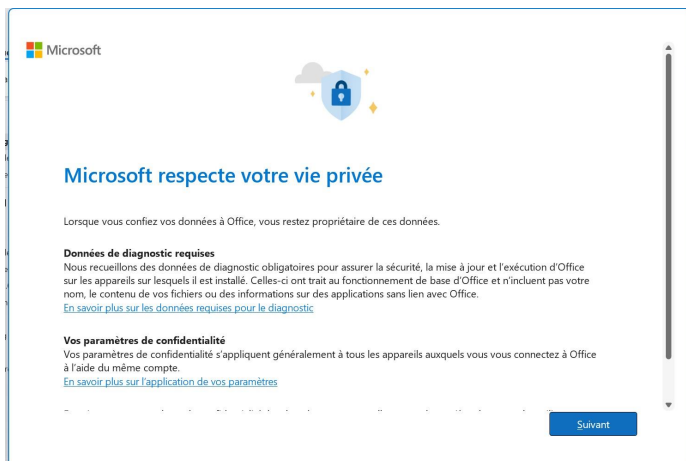 Microsoft
Microsoft respecte votre vie privée
Lorsque vous confiez vos données à Office, vous restez propriétaire de ces données.
Données de diagnostic requises
Nous recueillons des données de diagnostic obligatoires pour assurer la sécurité, la mise à jour et l'exécution d'Office
sur les appareils sur lesquels il est installé. Celles-ci ont trait au fonctionnement de base d'Office et n'incluent pas votre
nom, le contenu de vos fichiers ou des informations sur des applications sans lien avec Office.
En savoir plus sur les données requises pour le diagnostic
Vos paramètres de confidentialité
Vos paramètres de confidentialité s'appliquent généralement à tous les appareils auxquels vous vous connectez à Office
à l'aide du même compte.
En savoir plus sur l'application de vos paramètres
Suivant